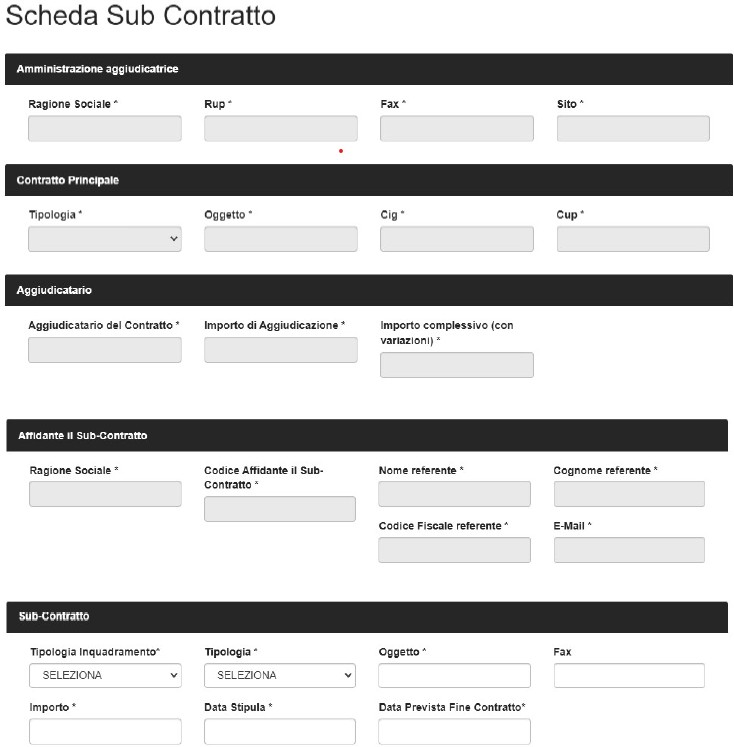 Scheda Sub Contratto
Amministrazione aggiudicatrice
Ragione Sociale * Rup * Fax * Sito *
Contratto Principale
Tipologia * Oggetto * Cig * Cup *
Aggiudicatario
Aggiudicatario del Contratto * Importo di Aggiudicazione * Importo complessivo (con
variazioni) *
Affidante il Sub-Contratto
Ragione Sociale * Codice Affidante il Sub- Nome referente * Cognome referente *
Contratto *
Codice Fiscale referente * E-Mail *
Sub-Contratto
Tipologia Inquadramento* Tipologia * Oggetto * Fax
SELEZIONA SELEZIONA
Importo * Data Stipula * Data Prevista Fine Contratto*